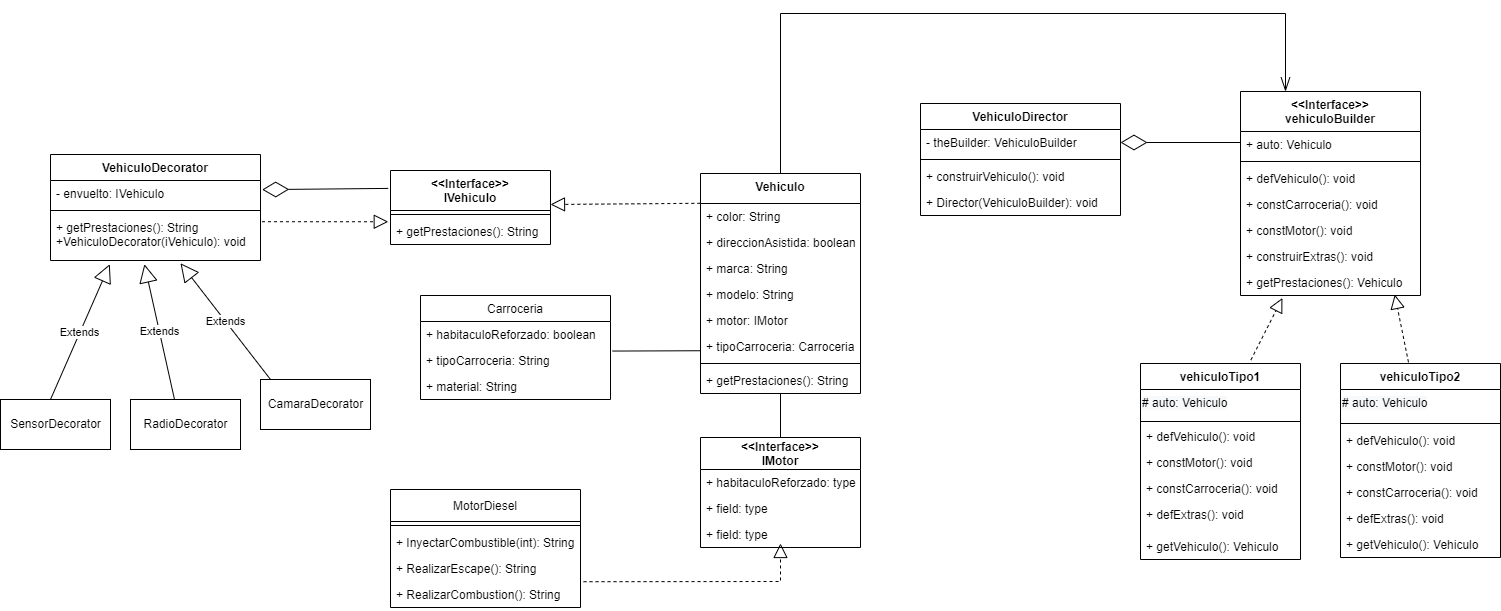 VehiculoDecorator
- envuelto: IVehiculo
+ getPrestaciones(): String
+VehiculoDecorator(iVehiculo): void
Extends
Extends
Extends
SensorDecorator
RadioDecorator
CamaraDecorator
<<Interface>>
IVehiculo
+ getPrestaciones(): String
Carroceria
+ habitaculoReforzado: boolean
+ tipoCarroceria: String
+ material: String
MotorDiesel
+ InyectarCombustible(int): String
+ RealizarEscape(): String
+ RealizarCombustion(): String
Vehiculo
+ color: String
+ direccionAsistida: boolean
+ marca: String
+ modelo: String
+ motor: IMotor
+ tipoCarroceria: Carroceria
+ getPrestaciones(): String
<<Interface>>
IMotor
+ habitaculoReforzado: type
+ field: type
+ field: type
VehiculoDirector
- theBuilder: VehiculoBuilder
+ construirVehiculo(): void
+ Director(VehiculoBuilder): void
<<Interface>>
vehiculoBuilder
+ auto: Vehiculo
+ defVehiculo(): void
+ constCarroceria(): void
+ constMotor(): void
+ construirExtras(): void
+ getPrestaciones(): Vehiculo
vehiculoTipo1
# auto: Vehiculo
+ defVehiculo(): void
+ constMotor(): void
+ constCarroceria(): void
+ defExtras(): void
+ getVehiculo(): Vehiculo
vehiculoTipo2
# auto: Vehiculo
+ defVehiculo(): void
+ constMotor(): void
+ constCarroceria(): void
+ defExtras(): void
+ getVehiculo(): Vehiculo